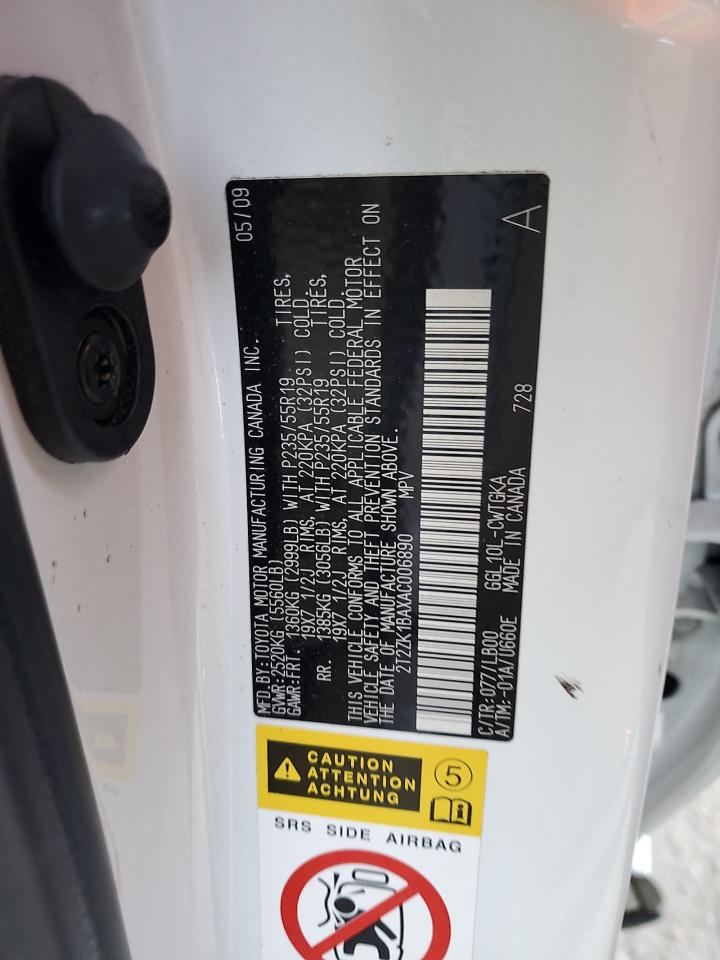 MFD.BY:TOYOTA MOTOR MANUFACTURING CANADA INC. 05/09
GVWR:2520KG(5560LB)
GAWR:FRT. 1360KG (2999LB) WITH P235/55R19 TIRES,
19X7 1/2J RIMS, AT 220KPA (32PSI) COLD.
RR. 1385KG (3056LB) WITH P235/55R19 TIRES,
19X7 1/2J RIMS, AT 220KPA (32PSI) COLD.
THIS VEHICLE CONFORMS TO ALL APPLICABLE FEDERAL MOTOR
VEHICLE SAFETY AND THEFT PREVENTION STANDARDS IN EFFECT ON
THE DATE OF MANUFACTURE SHOWN ABOVE.
2T2ZK1BAXAC006890 MPV
C/TR:077/LB00 GGL10L-CWTGKA 728
A/TM:-01A/U660E MADE IN CANADA A
CAUTION
ATTENTION
ACHTUNG
5
SRS SIDE AIRBAG